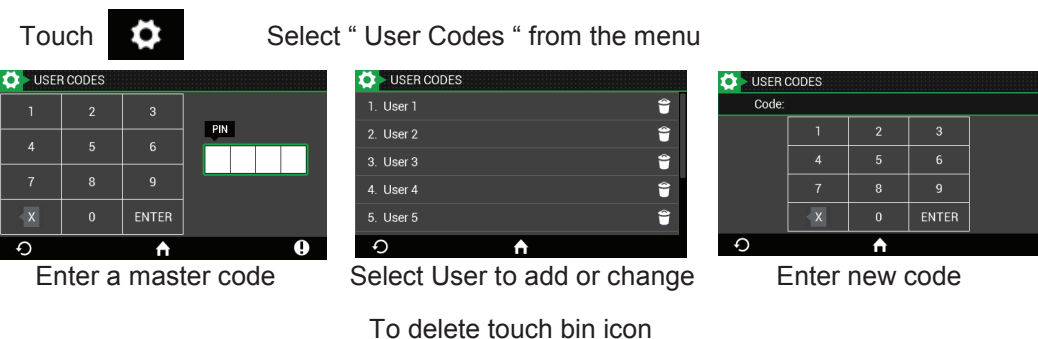 Touch
Select “ User Codes “ from the menu
USER CODES
1 2 3
4 5 6
7 8 9
X 0 ENTER
PIN
Enter a master code
USER CODES
1. User 1
2. User 2
3. User 3
4. User 4
5. User 5
Select User to add or change
USER CODES
Code:
1 2 3
4 5 6
7 8 9
X 0 ENTER
Enter new code
To delete touch bin icon